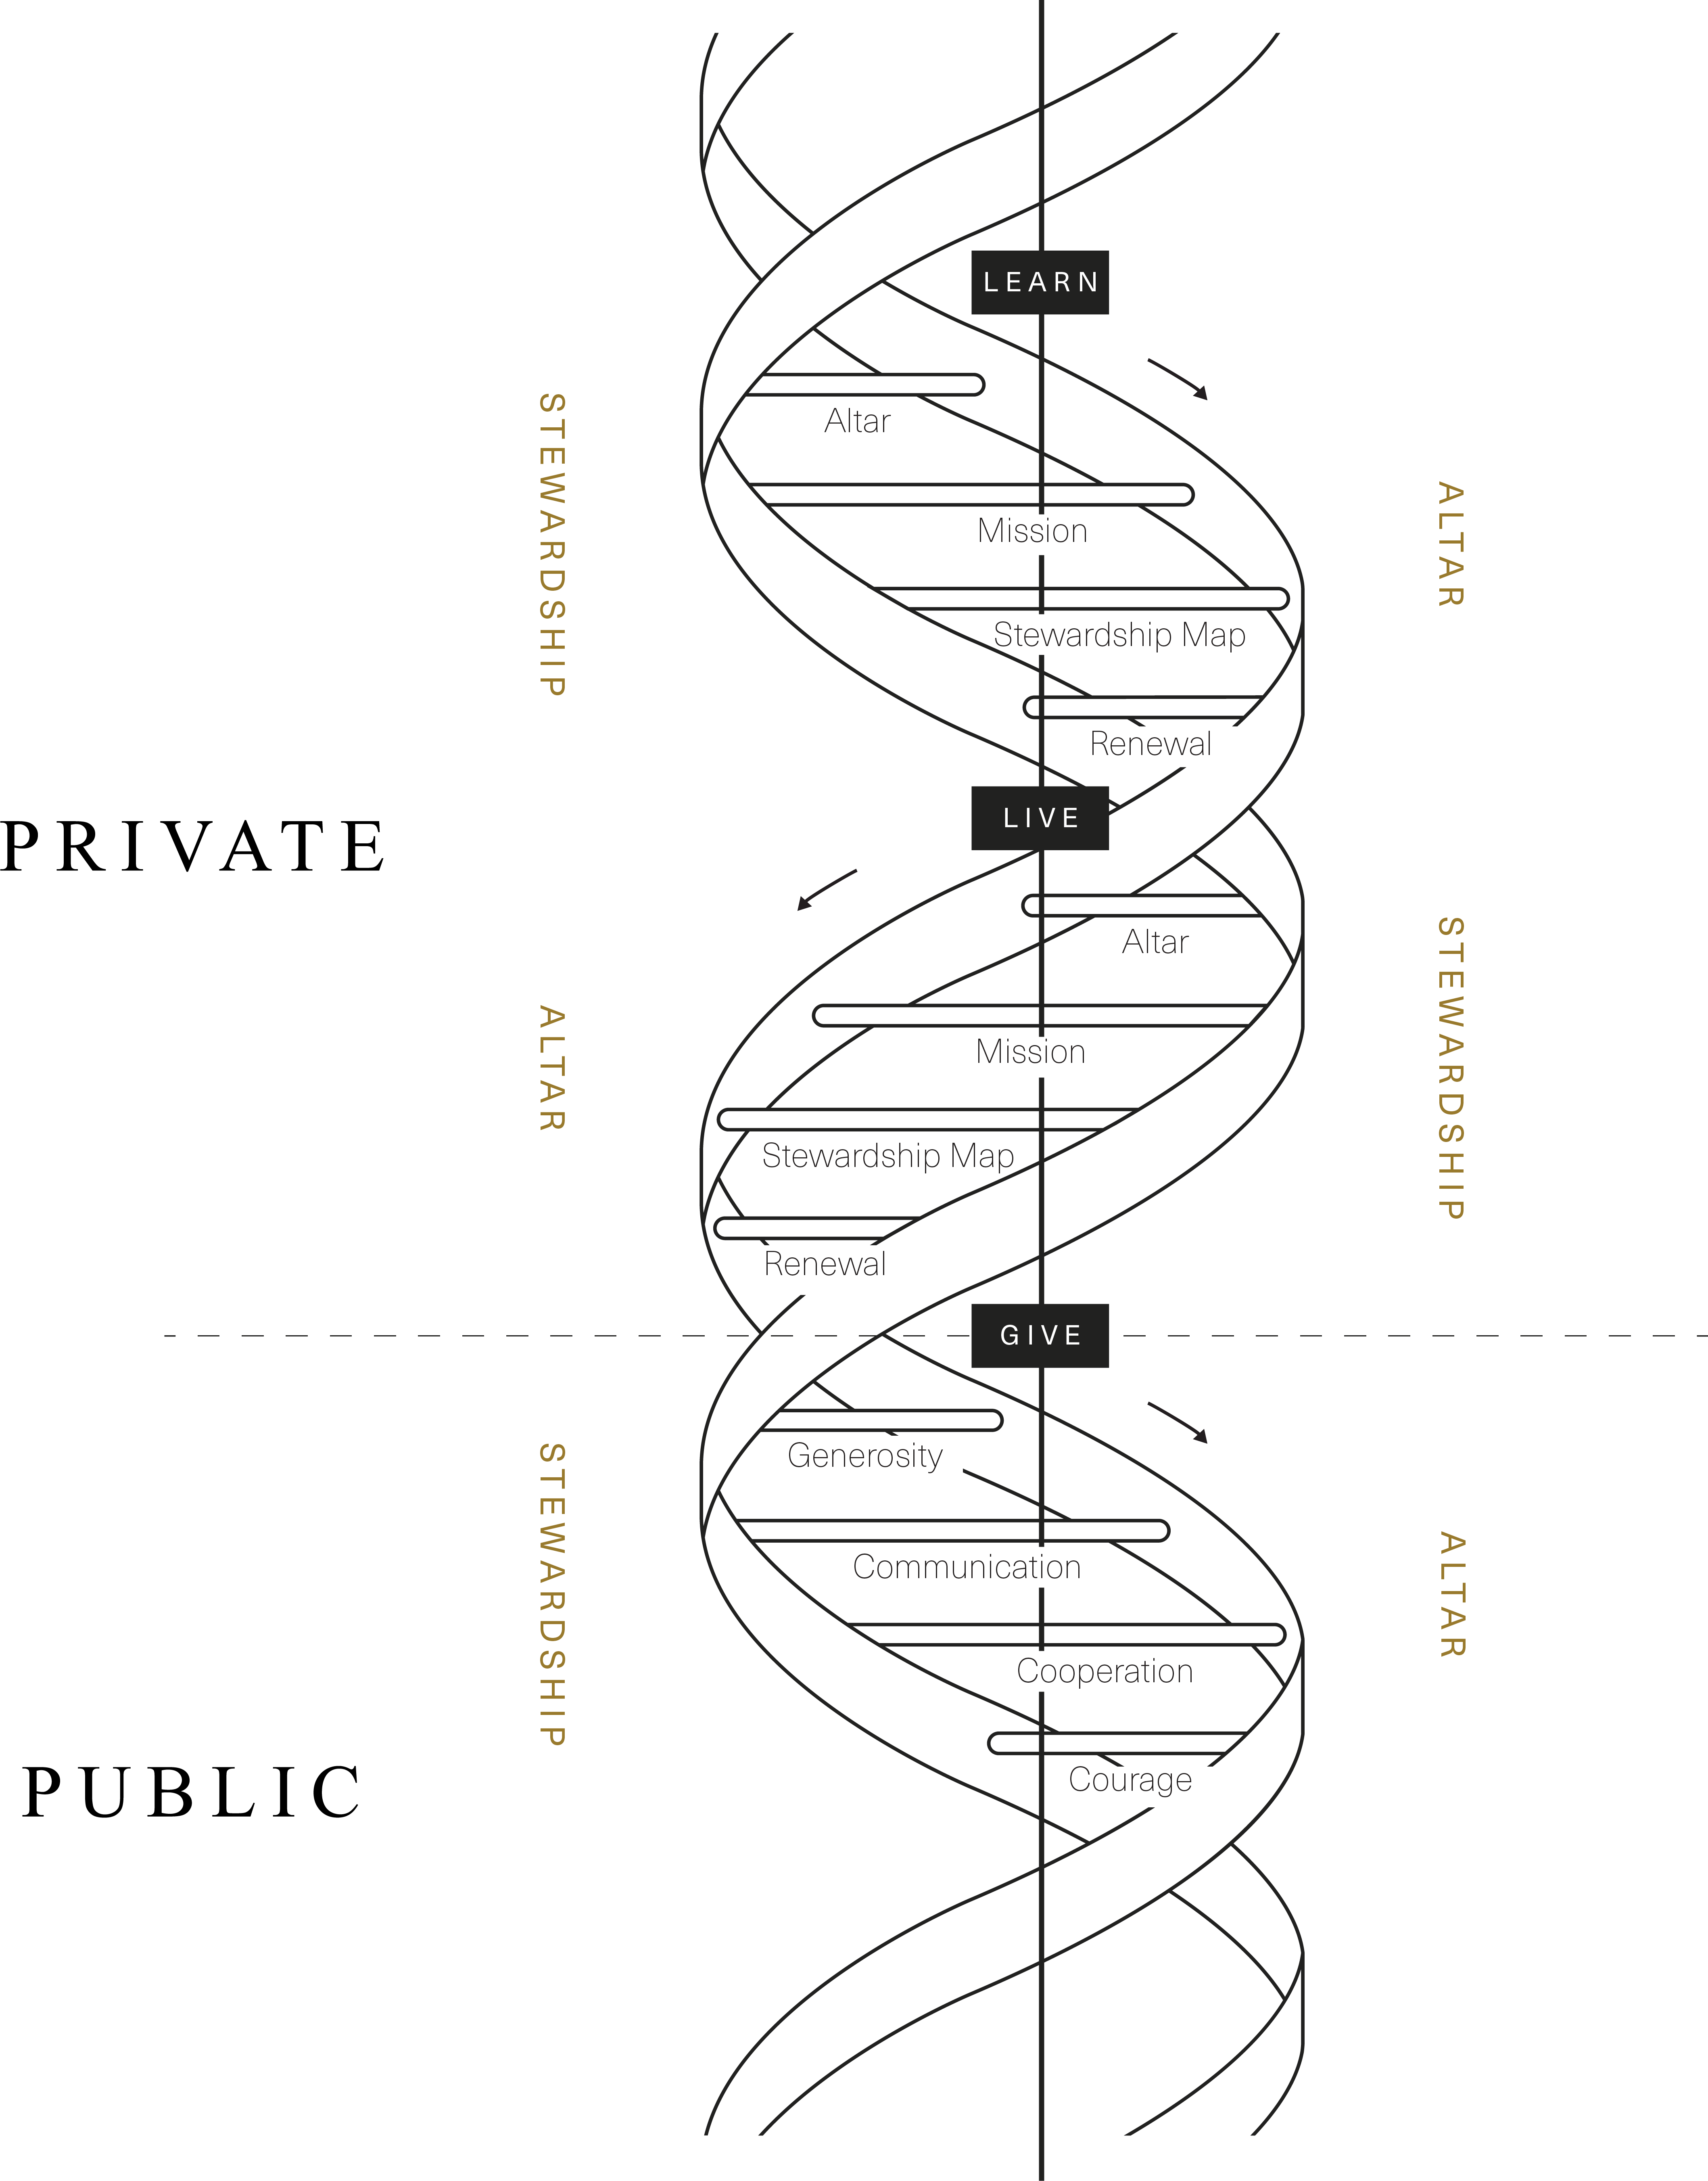 LEARN
Altar
STEWARDSHIP
ALTAR
Mission
Stewardship Map
Renewal
PRIVATE
LIVE
Altar
STEWARDSHIP
ALTAR
Mission
Stewardship Map
Renewal
GIVE
Generosity
STEWARDSHIP
ALTAR
Communication
Cooperation
Courage
PUBLIC